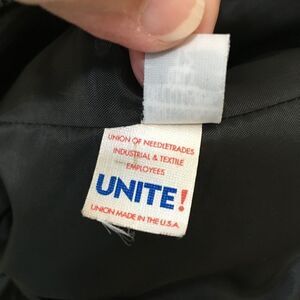 UNION OF NEEDLETRADES
INDUSTRIAL & TEXTILE
EMPLOYEES
UNITE!
UNION MADE IN THE U.S.A.